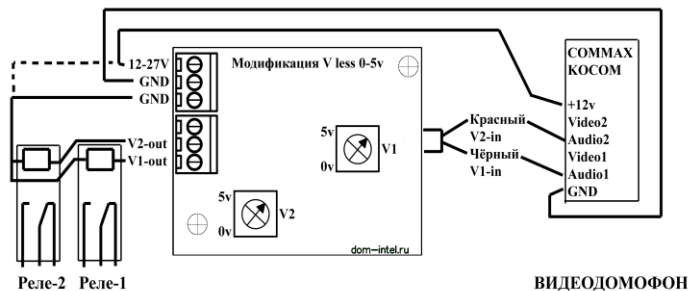 12-27V
GND
GND
V2-out
V1-out
Модификация V less 0-5v
5v
V1
0v
5v
V2
0v
dom-intel.ru
Красный
V2-in
Чёрный
V1-in
COMMAX
KOCOM
+12v
Video2
Audio2
Video1
Audio1
GND
Реле-2 Реле-1
ВИДЕОДОМОФОН